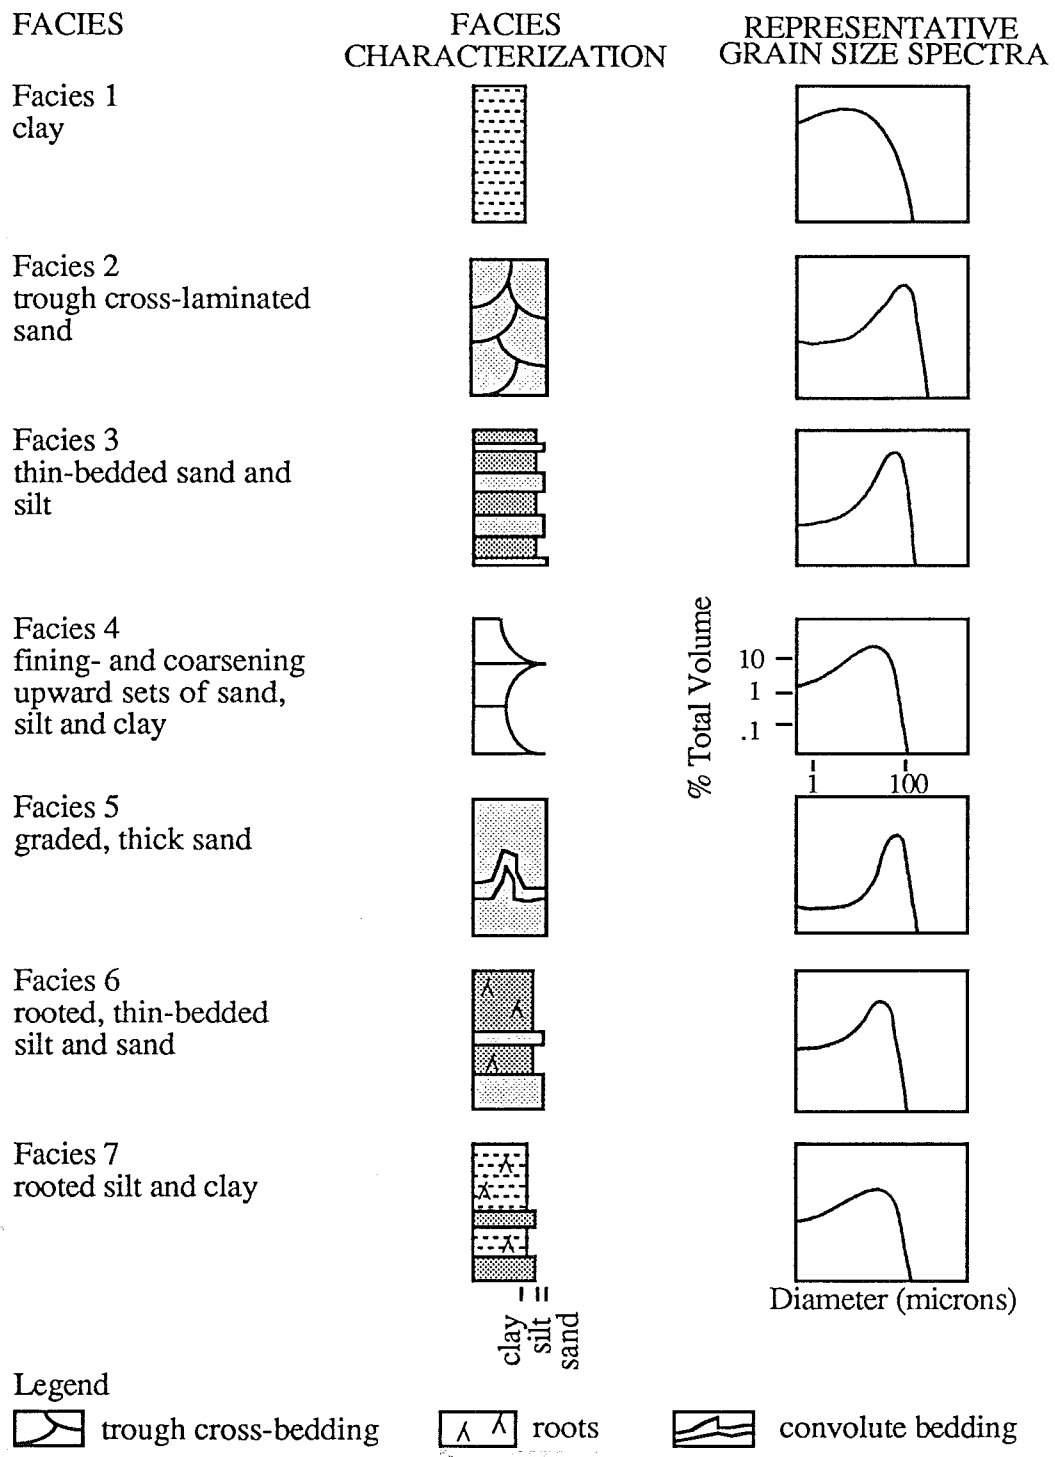 FACIES
FACIES
CHARACTERIZATION
REPRESENTATIVE
GRAIN SIZE SPECTRA
Facies 1
clay
Facies 2
trough cross-laminated
sand
Facies 3
thin-bedded sand and
silt
Facies 4
fining- and coarsening
upward sets of sand,
silt and clay
% Total Volume
10
1
.1
1
100
Facies 5
graded, thick sand
Facies 6
rooted, thin-bedded
silt and sand
Facies 7
rooted silt and clay
Diameter (microns)
clay
silt
sand
Legend
trough cross-bedding
roots
convolute bedding